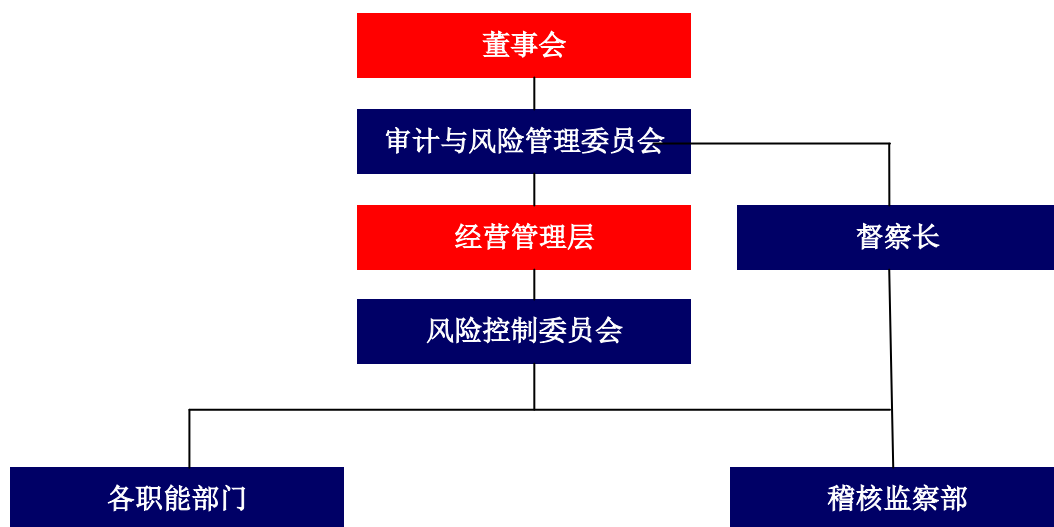 董事会
审计与风险管理委员会
经营管理层
督察长
风险控制委员会
各职能部门
稽核监察部